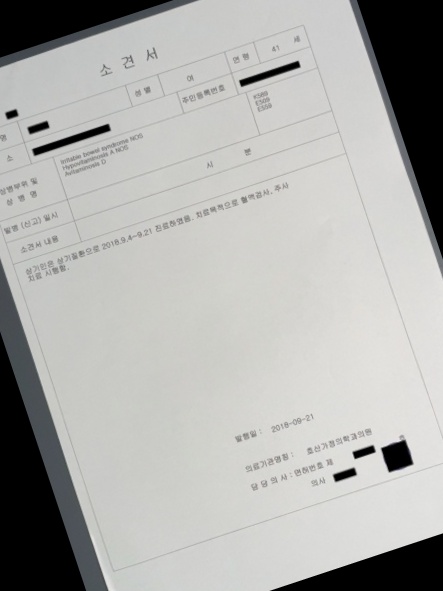 소 견 서
명
성 별
여
연 령
41
세
소
주민등록번호
상병부위 및
상 병 명
Irritable bowel syndrome NOS
Hypovitaminosis A NOS
Avitaminosis D
K589
E509
E559
발병 (신고) 일시
시
분
소견서 내용
상기인은 상기질환으로 2018.9.4~9.21 진료하였음. 치료목적으로 혈액검사, 주사
치료 시행함.
발행일 : 2018-09-21
의료기관명칭 : 호산가정의학과의원
담 당 의 사 : 면허번호 제
호
의사